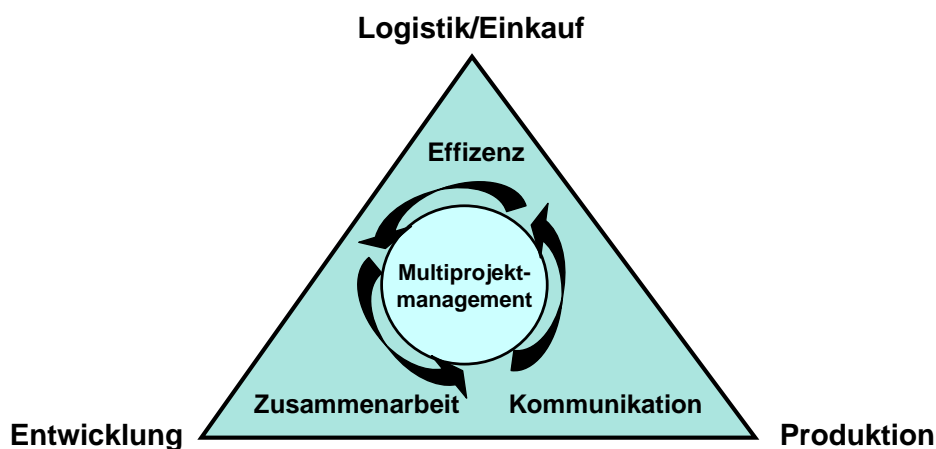 Logistik/Einkauf
Effizenz
Multiprojekt-
management
Zusammenarbeit Kommunikation
Entwicklung Produktion